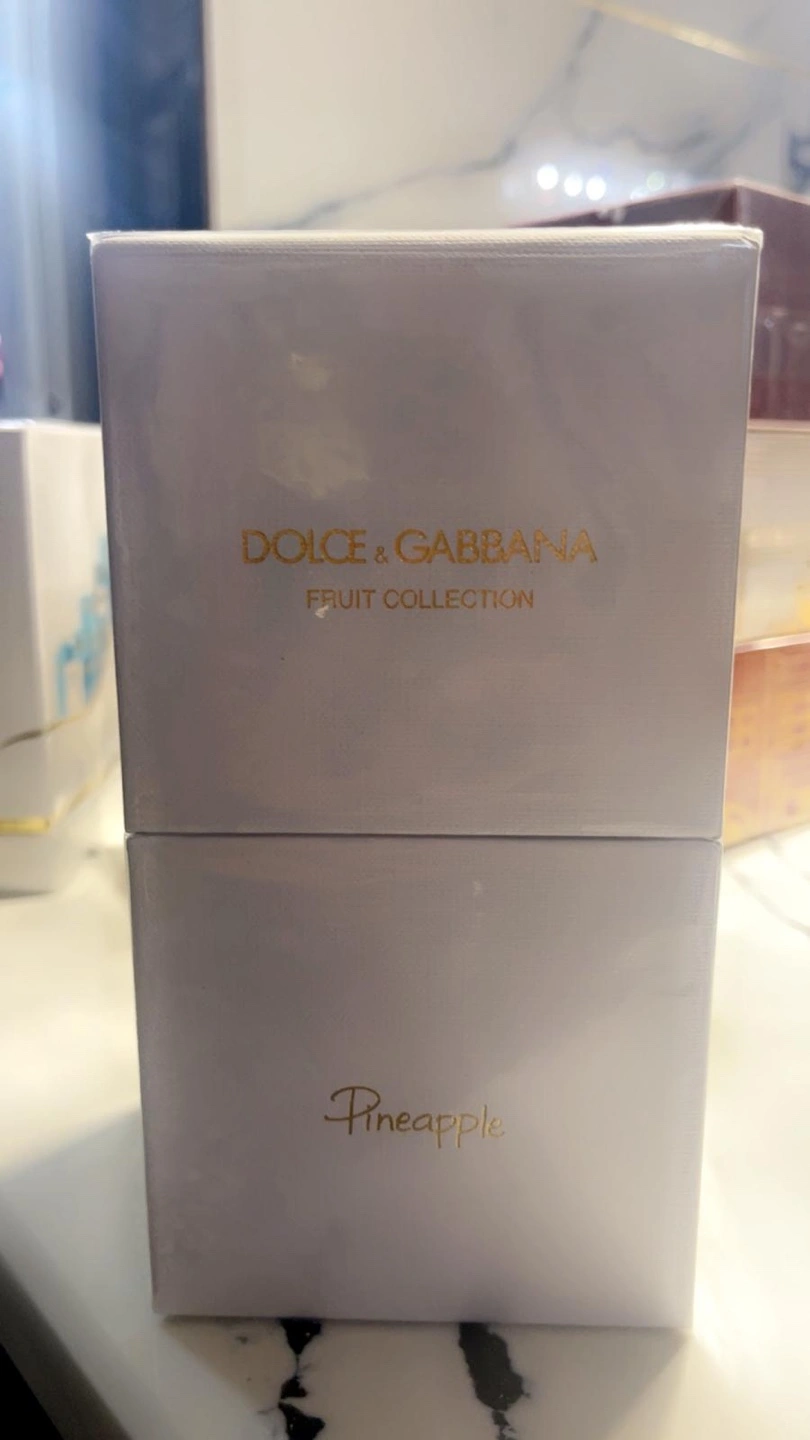 DOLCE & GABBANA
FRUIT COLLECTION
Pineapple